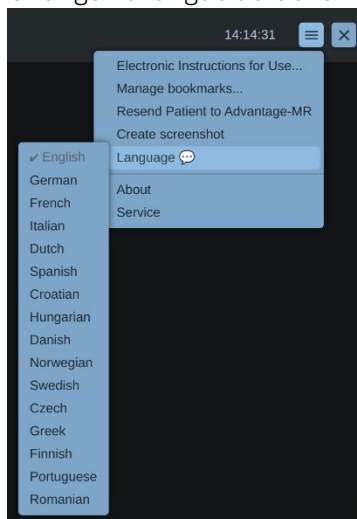 14:14:31
Electronic Instructions for Use...
Manage bookmarks...
Resend Patient to Advantage-MR
Create screenshot
Language 💬
About
Service
✔ English
German
French
Italian
Dutch
Spanish
Croatian
Hungarian
Danish
Norwegian
Swedish
Czech
Greek
Finnish
Portuguese
Romanian